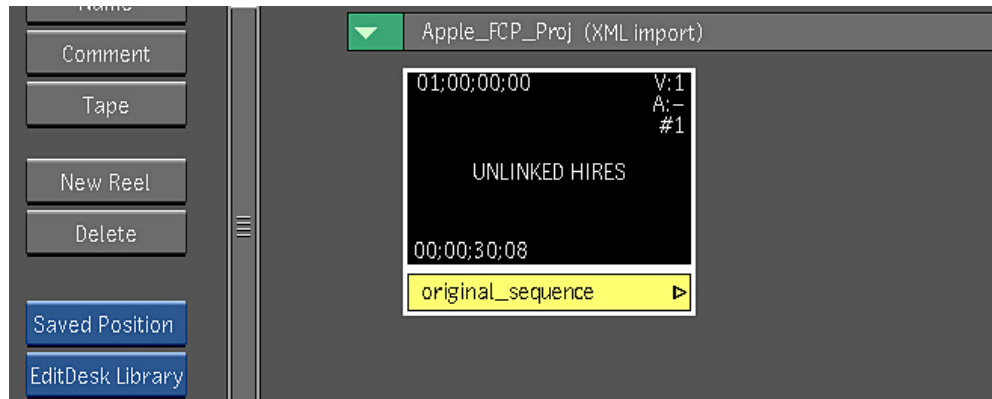 Comment
Tape
New Reel
Delete
Saved Position
EditDesk Library
Apple_FCP_Proj (XML import)
01;00;00;00
V:1
A:–
#1
UNLINKED HIRES
00;00;30;08
original_sequence